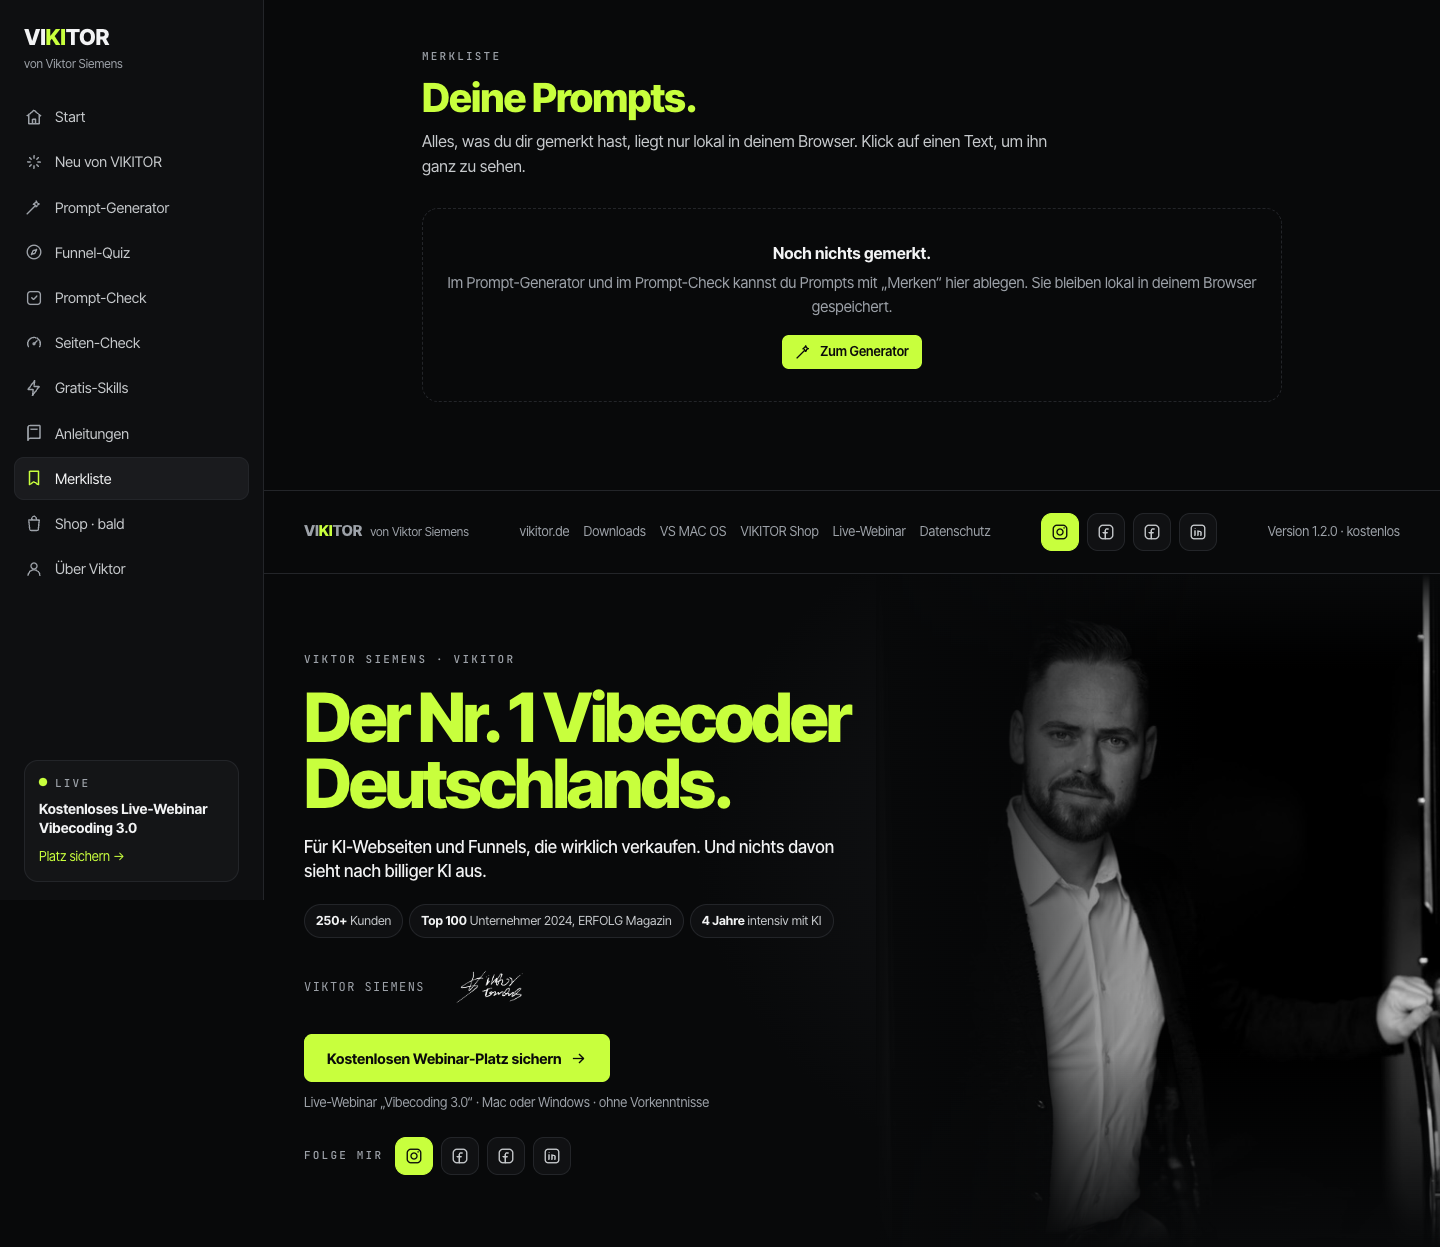 VIKITOR
von Viktor Siemens
Start
Neu von VIKITOR
Prompt-Generator
Funnel-Quiz
Prompt-Check
Seiten-Check
Gratis-Skills
Anleitungen
Merkliste
Shop · bald
Über Viktor
LIVE
Kostenloses Live-Webinar
Vibecoding 3.0
Platz sichern →
MERKLISTE
Deine Prompts.
Alles, was du dir gemerkt hast, liegt nur lokal in deinem Browser. Klick auf einen Text, um ihn
ganz zu sehen.
Noch nichts gemerkt.
Im Prompt-Generator und im Prompt-Check kannst du Prompts mit „Merken“ hier ablegen. Sie bleiben lokal in deinem Browser
gespeichert.
Zum Generator
VIKITOR von Viktor Siemens vikitor.de Downloads VS MAC OS VIKITOR Shop Live-Webinar Datenschutz Version 1.2.0 · kostenlos
VIKTOR SIEMENS · VIKITOR
Der Nr. 1 Vibecoder
Deutschlands.
Für KI-Webseiten und Funnels, die wirklich verkaufen. Und nichts davon
sieht nach billiger KI aus.
250+ Kunden Top 100 Unternehmer 2024, ERFOLG Magazin 4 Jahre intensiv mit KI
VIKTOR SIEMENS
Kostenlosen Webinar-Platz sichern →
Live-Webinar „Vibecoding 3.0“ · Mac oder Windows · ohne Vorkenntnisse
FOLGE MIR